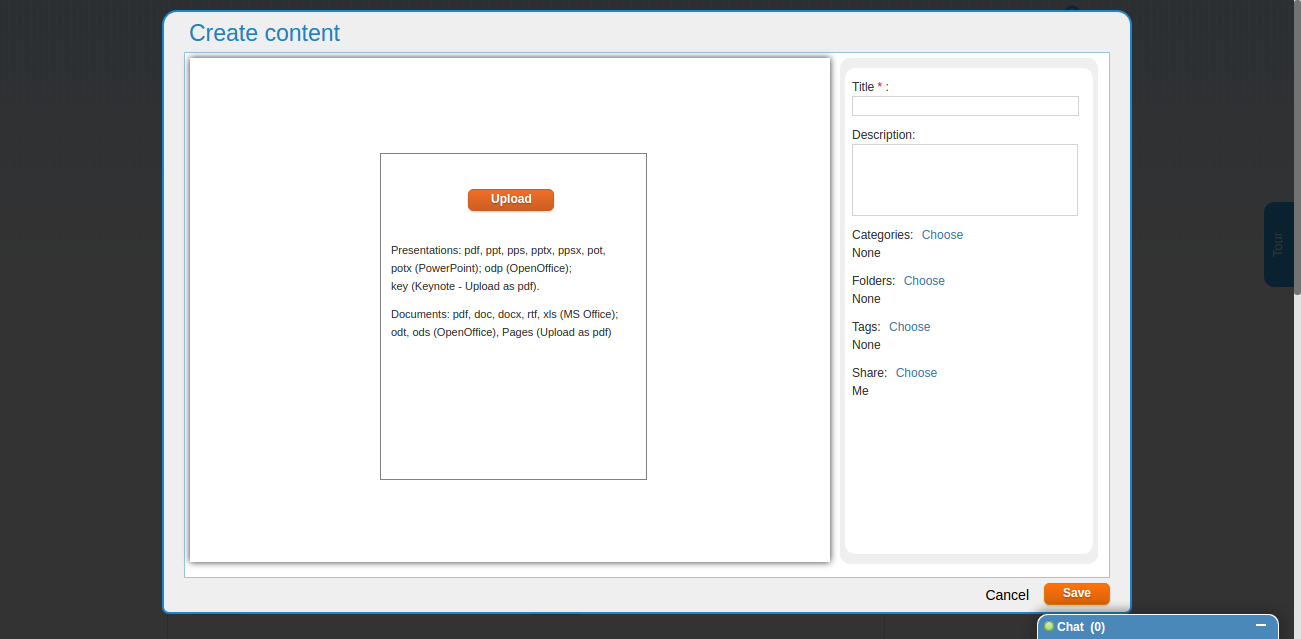 Create content
Upload
Presentations: pdf, ppt, pps, pptx, ppsx, pot,
potx (PowerPoint); odp (OpenOffice);
key (Keynote - Upload as pdf).
Documents: pdf, doc, docx, rtf, xls (MS Office);
odt, ods (OpenOffice), Pages (Upload as pdf)
Title * :
Description:
Categories: Choose
None
Folders: Choose
None
Tags: Choose
None
Share: Choose
Me
Cancel
Save
Tour
Chat (0)